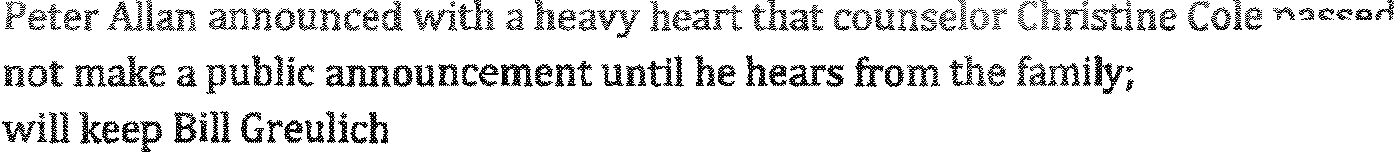 Peter Allan announced with a heavy heart that counselor Christine Cole passed
not make a public announcement until he hears from the family;
will keep Bill Greulich